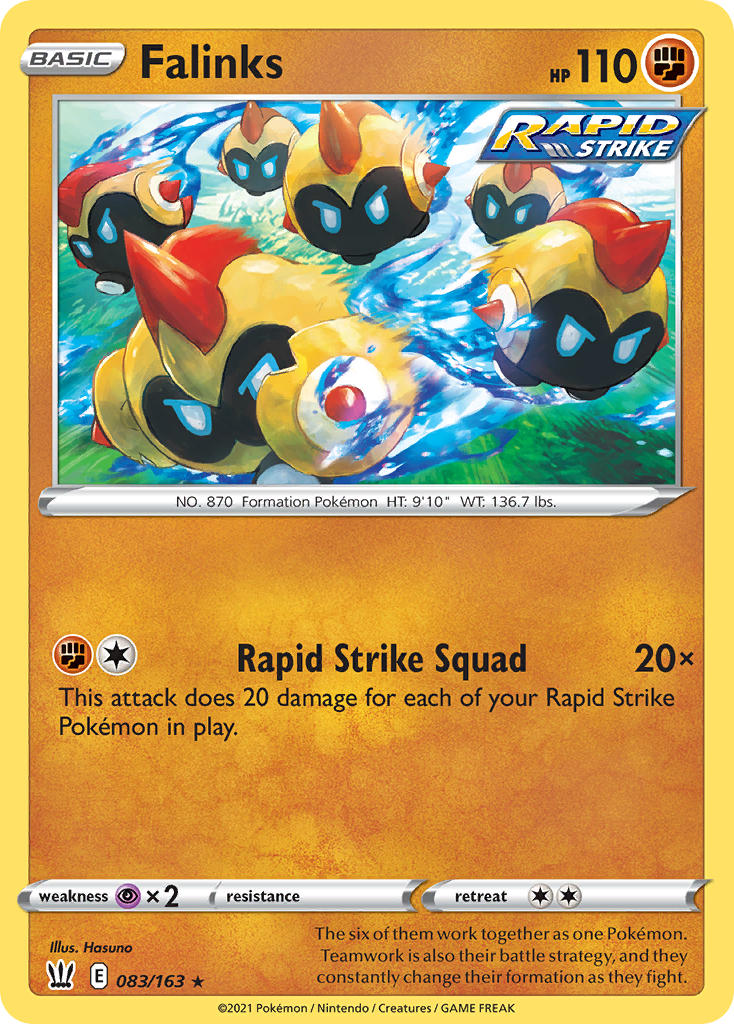 BASIC Falinks HP 110
RAPID
STRIKE
NO. 870 Formation Pokémon HT: 9'10" WT: 136.7 lbs.
Rapid Strike Squad 20×
This attack does 20 damage for each of your Rapid Strike
Pokémon in play.
weakness ×2 resistance retreat
Illus. Hasuno
The six of them work together as one Pokémon.
Teamwork is also their battle strategy, and they
constantly change their formation as they fight.
E 083/163 ★
©2021 Pokémon / Nintendo / Creatures / GAME FREAK